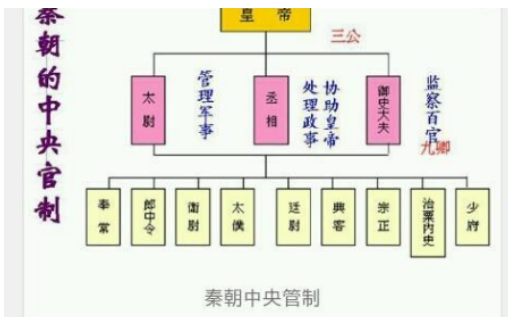 秦朝的中央官制
皇帝
三公
太尉
管理军事
丞相
协助皇帝
处理政事
御史大夫
监察百官
九卿
奉常
郎中令
衛尉
太僕
廷尉
典客
宗正
治粟內史
少府
秦朝中央管制